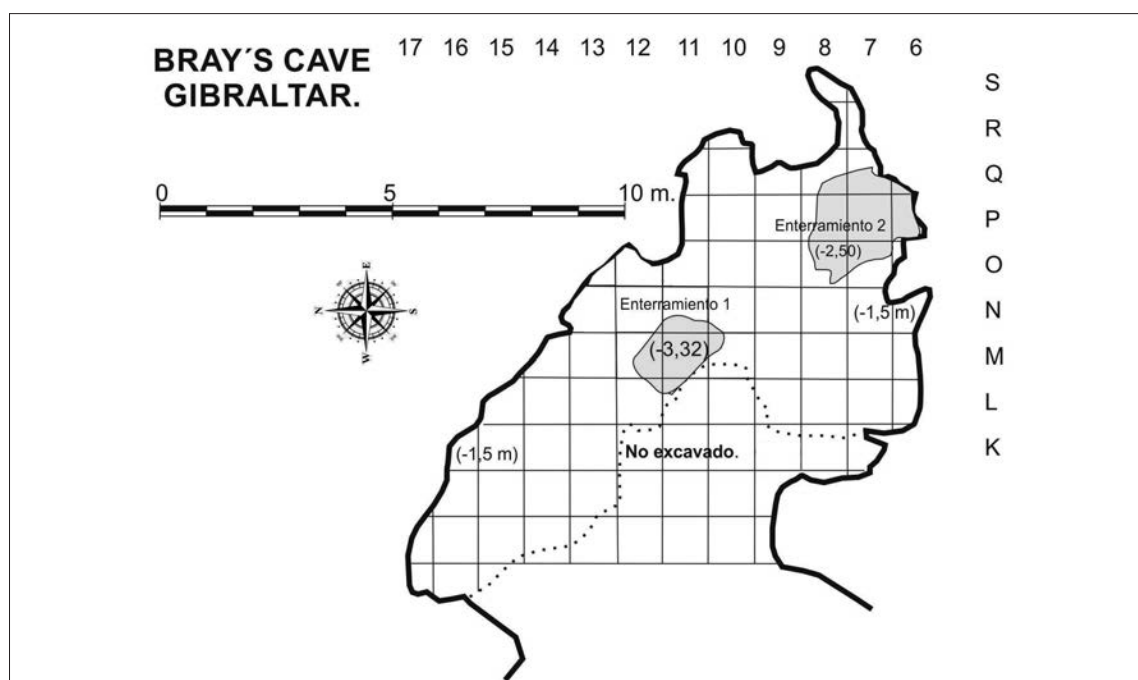 BRAY´S CAVE
GIBRALTAR.
17 16 15 14 13 12 11 10 9 8 7 6
S
R
Q
P
O
N
M
L
K
0 5 10 m.
Enterramiento 2
(-2,50)
E
N
S
W
Enterramiento 1
(-3,32)
(-1,5 m)
(-1,5 m)
No excavado.